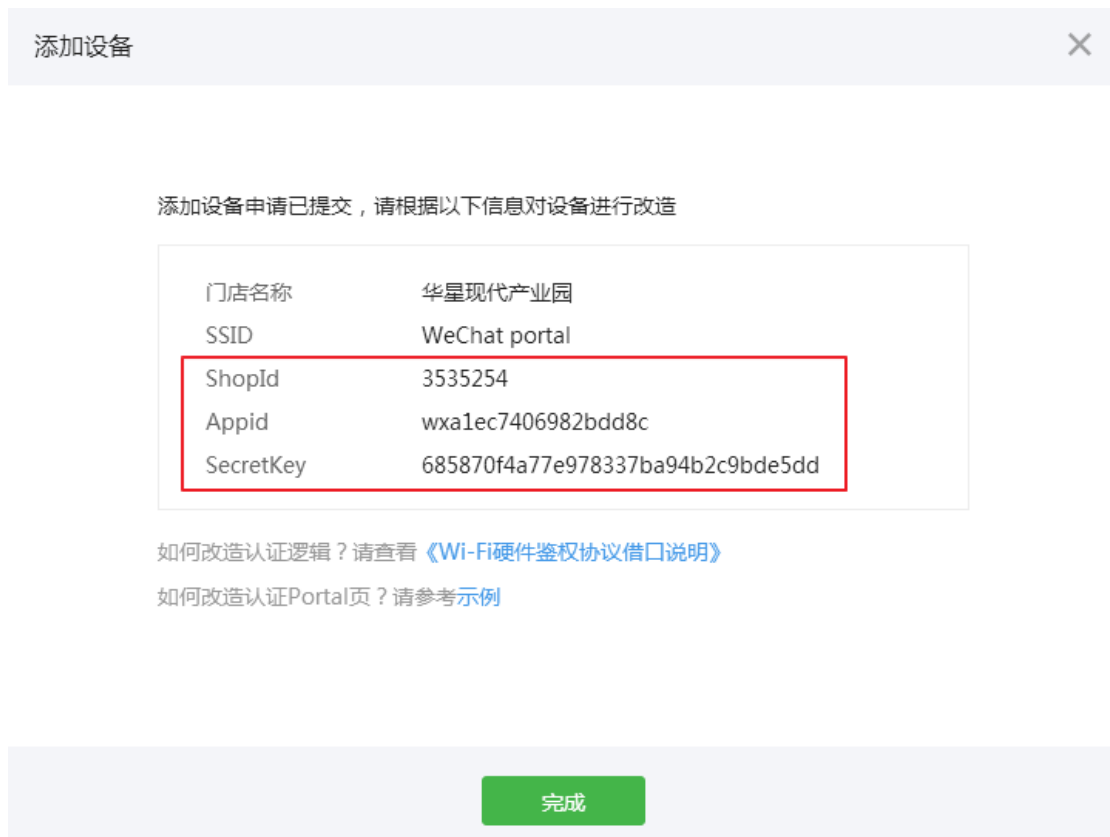 添加设备
添加设备申请已提交，请根据以下信息对设备进行改造
门店名称 华星现代产业园
SSID WeChat portal
ShopId 3535254
Appid wxa1ec7406982bdd8c
SecretKey 685870f4a77e978337ba94b2c9bde5dd
如何改造认证逻辑？请查看《Wi-Fi硬件鉴权协议借口说明》
如何改造认证Portal页？请参考示例
完成